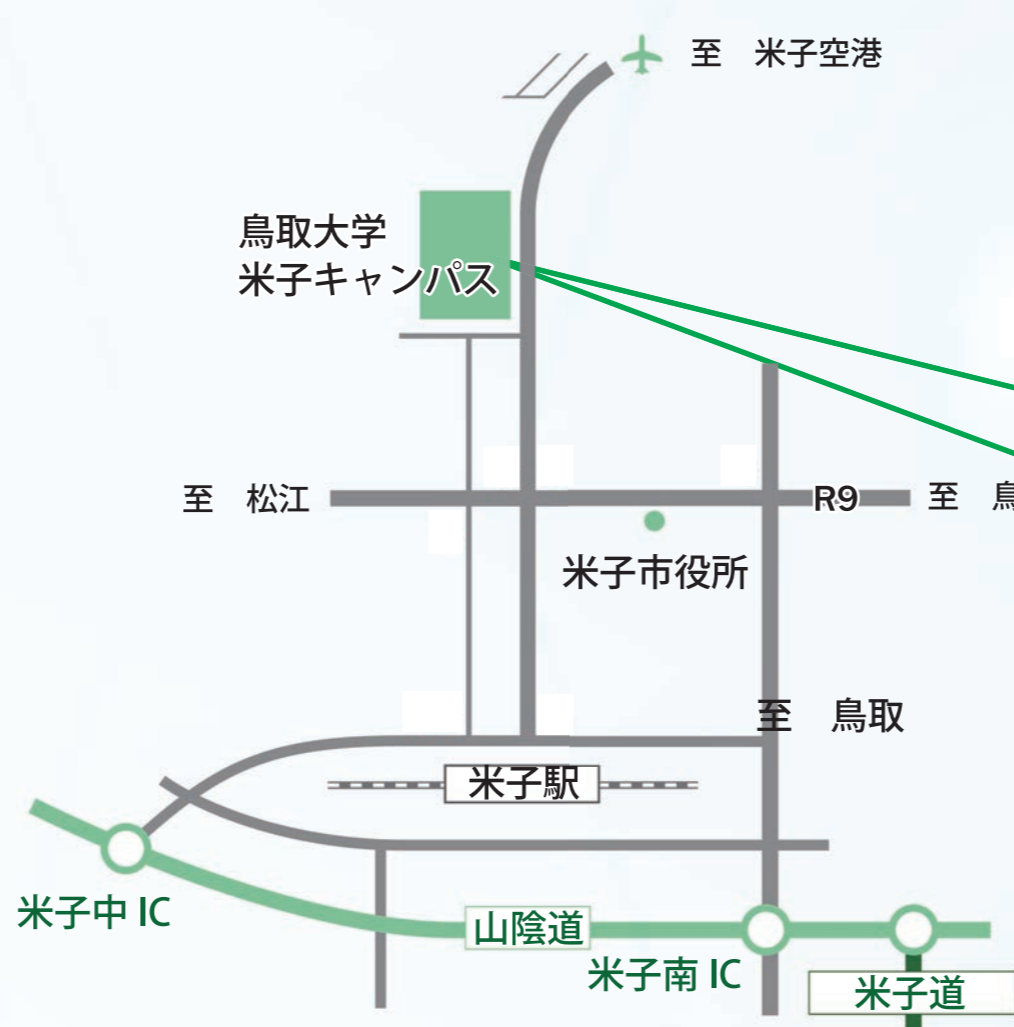 至　米子空港
鳥取大学
米子キャンパス
至　松江
R9
至　鳥
米子市役所
至　鳥取
米子駅
米子中 IC
山陰道
米子南 IC
米子道